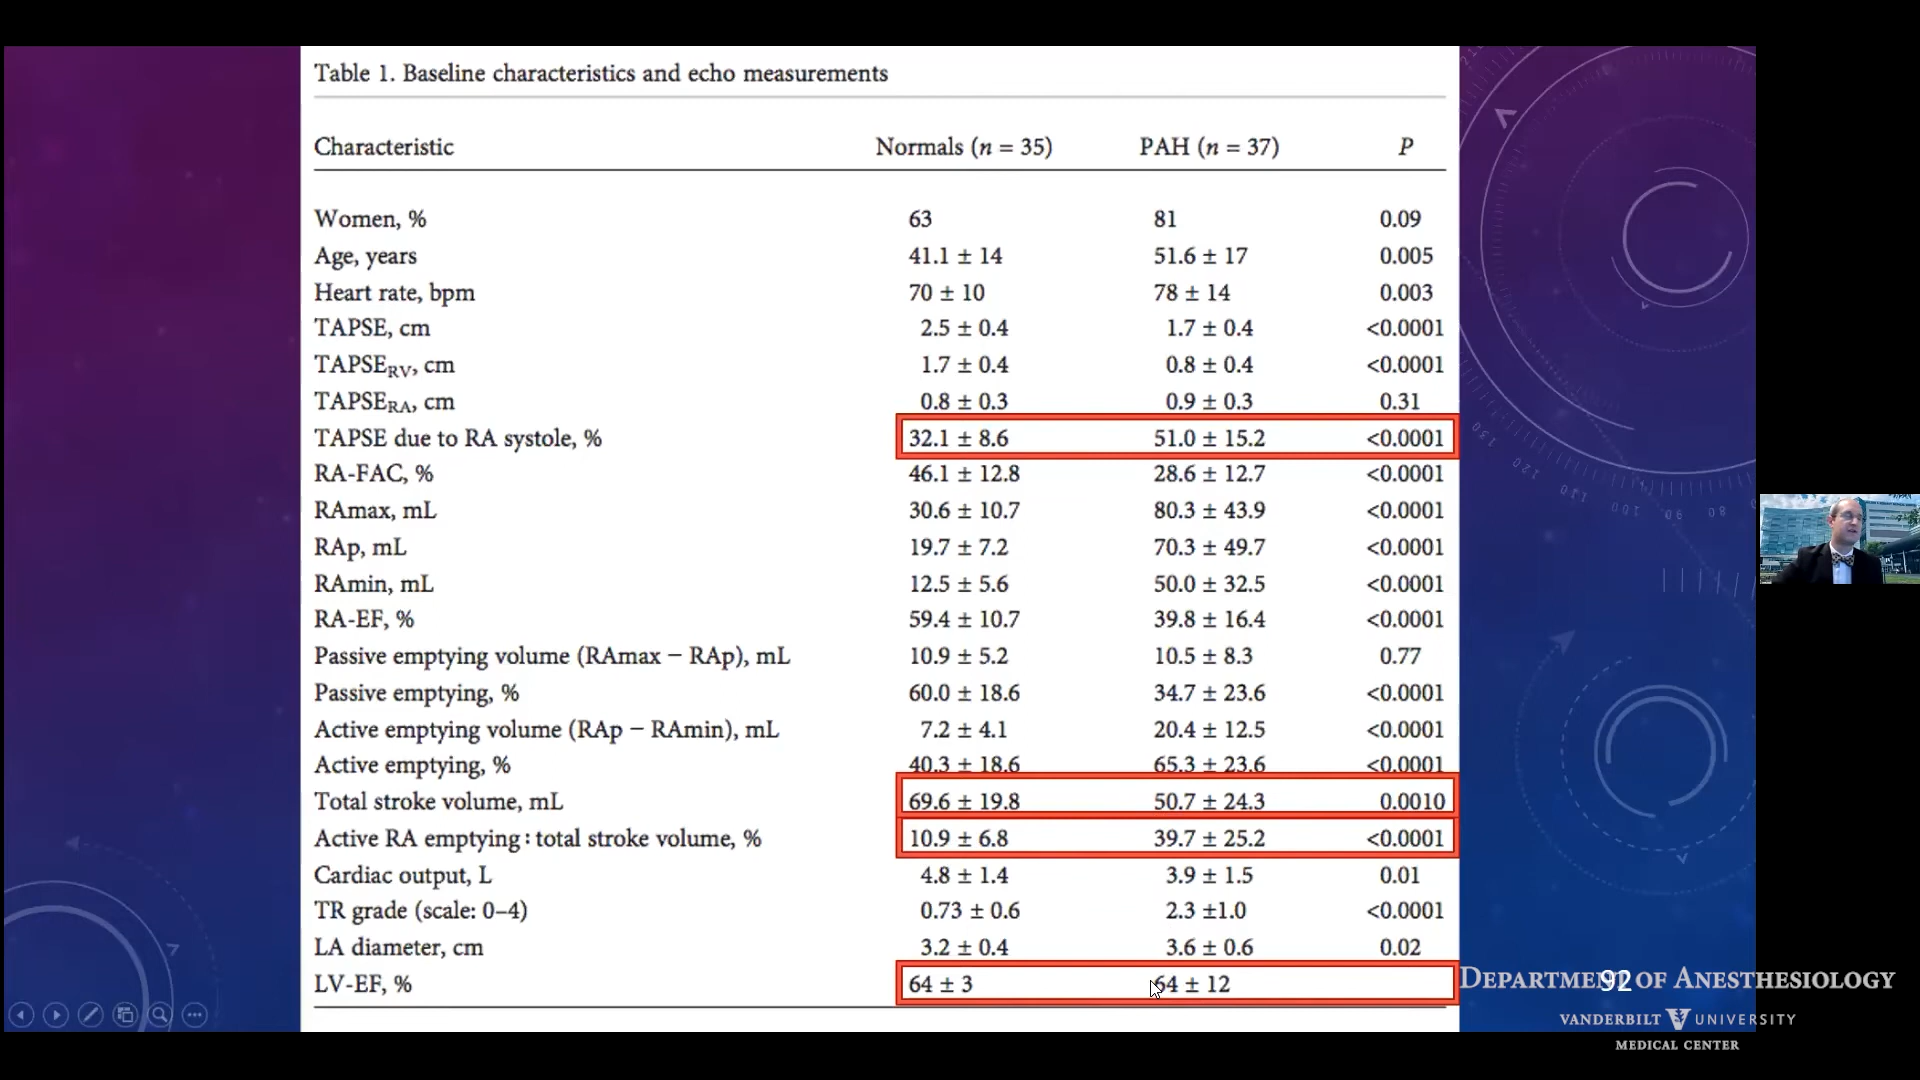 Table 1. Baseline characteristics and echo measurements
Characteristic Normals (n = 35) PAH (n = 37) P
Women, % 63 81 0.09
Age, years 41.1 ± 14 51.6 ± 17 0.005
Heart rate, bpm 70 ± 10 78 ± 14 0.003
TAPSE, cm 2.5 ± 0.4 1.7 ± 0.4 <0.0001
TAPSERV, cm 1.7 ± 0.4 0.8 ± 0.4 <0.0001
TAPSERA, cm 0.8 ± 0.3 0.9 ± 0.3 0.31
TAPSE due to RA systole, % 32.1 ± 8.6 51.0 ± 15.2 <0.0001
RA-FAC, % 46.1 ± 12.8 28.6 ± 12.7 <0.0001
RAmax, mL 30.6 ± 10.7 80.3 ± 43.9 <0.0001
RAp, mL 19.7 ± 7.2 70.3 ± 49.7 <0.0001
RAmin, mL 12.5 ± 5.6 50.0 ± 32.5 <0.0001
RA-EF, % 59.4 ± 10.7 39.8 ± 16.4 <0.0001
Passive emptying volume (RAmax − RAp), mL 10.9 ± 5.2 10.5 ± 8.3 0.77
Passive emptying, % 60.0 ± 18.6 34.7 ± 23.6 <0.0001
Active emptying volume (RAp − RAmin), mL 7.2 ± 4.1 20.4 ± 12.5 <0.0001
Active emptying, % 40.3 ± 18.6 65.3 ± 23.6 <0.0001
Total stroke volume, mL 69.6 ± 19.8 50.7 ± 24.3 0.0010
Active RA emptying : total stroke volume, % 10.9 ± 6.8 39.7 ± 25.2 <0.0001
Cardiac output, L 4.8 ± 1.4 3.9 ± 1.5 0.01
TR grade (scale: 0–4) 0.73 ± 0.6 2.3 ±1.0 <0.0001
LA diameter, cm 3.2 ± 0.4 3.6 ± 0.6 0.02
LV-EF, % 64 ± 3 64 ± 12
150
120
110
100
90
80
92
DEPARTMENT OF ANESTHESIOLOGY
VANDERBILT UNIVERSITY
MEDICAL CENTER